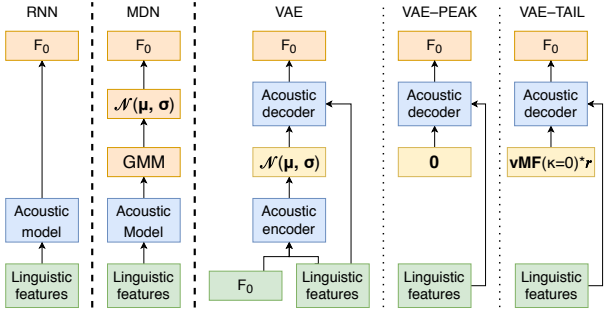 RNN
MDN
VAE
VAE–PEAK
VAE–TAIL
F₀
F₀
F₀
F₀
F₀
𝒩(μ, σ)
Acoustic
decoder
Acoustic
decoder
Acoustic
decoder
GMM
𝒩(μ, σ)
0
vMF(κ=0)*r
Acoustic
model
Acoustic
Model
Acoustic
encoder
Linguistic
features
Linguistic
features
F₀
Linguistic
features
Linguistic
features
Linguistic
features